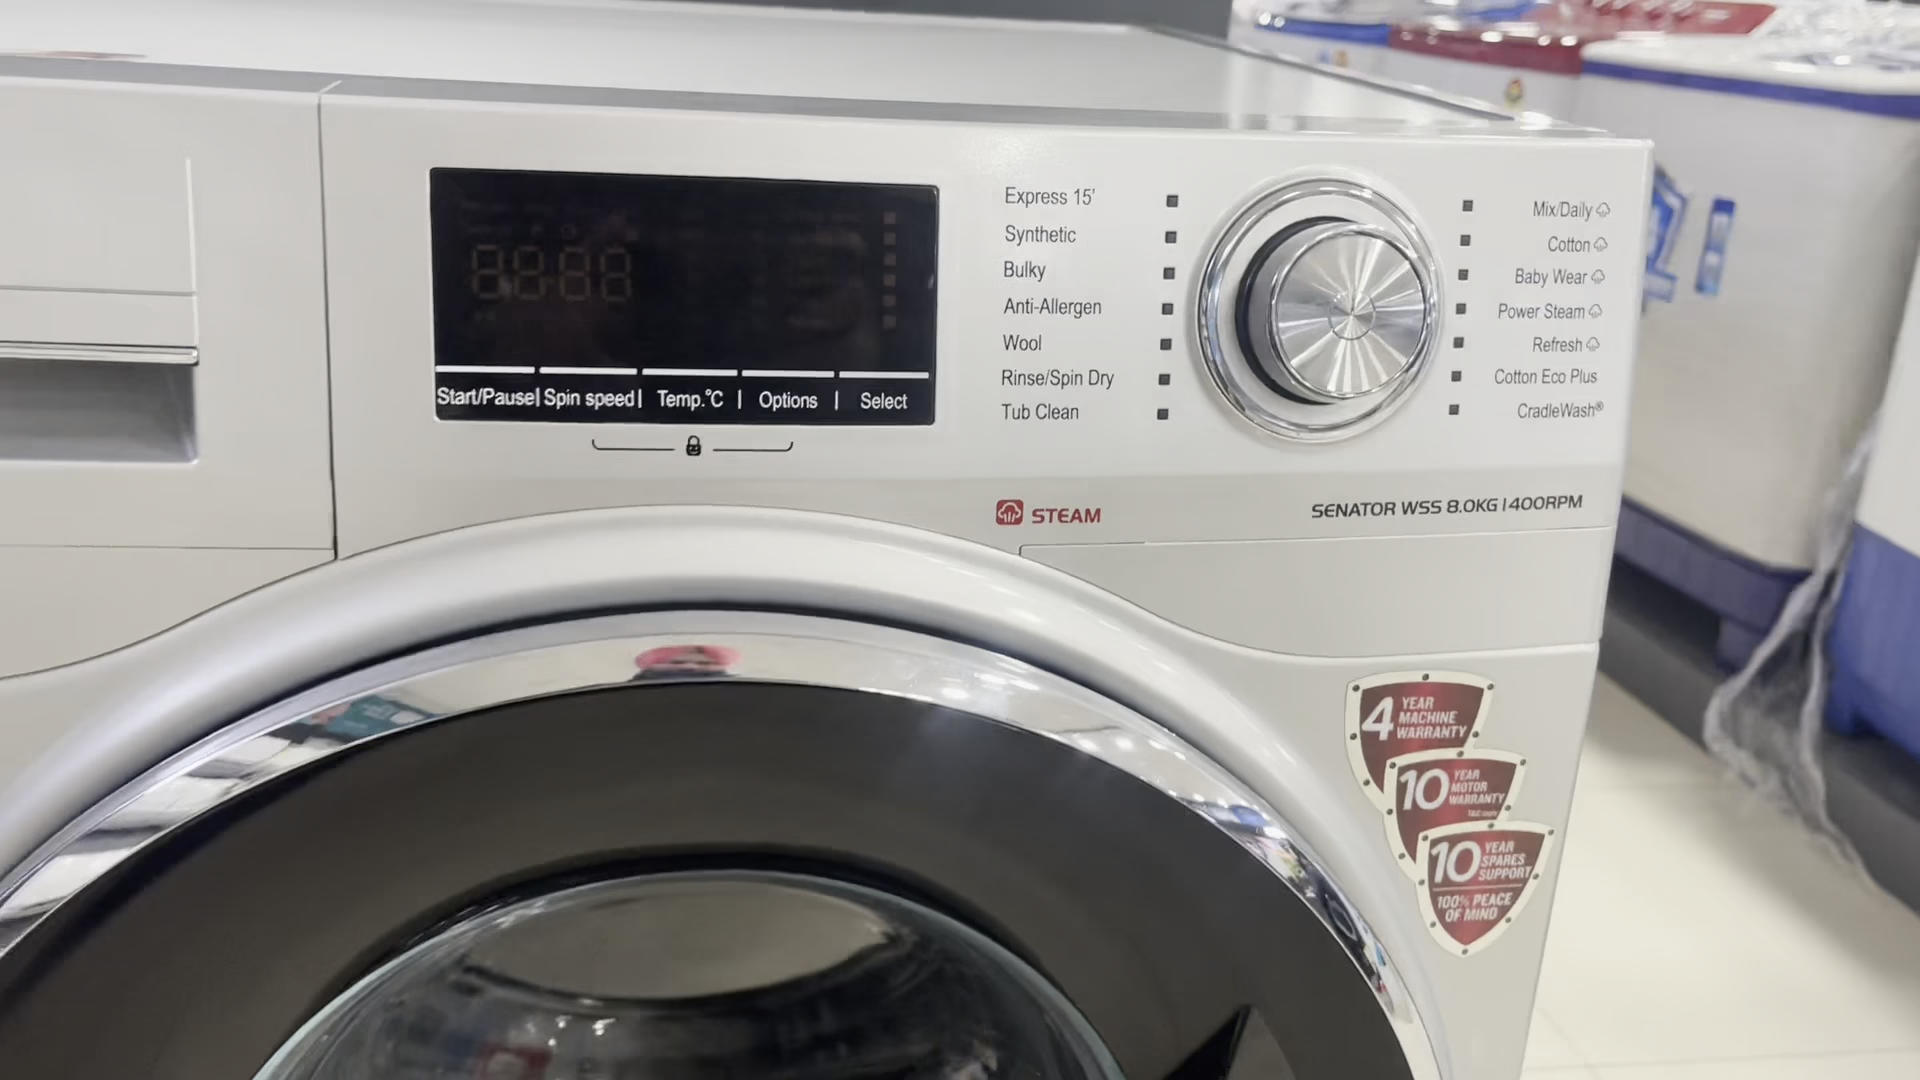 Express 15'
Synthetic
Bulky
Anti-Allergen
Wool
Rinse/Spin Dry
Tub Clean
Mix/Daily
Cotton
Baby Wear
Power Steam
Refresh
Cotton Eco Plus
CradleWash®
Start/Pause| Spin speed| Temp.°C | Options | Select
STEAM
SENATOR WSS 8.0KG 1400RPM
4 YEAR
MACHINE
WARRANTY
10 YEAR
MOTOR
WARRANTY
T&C apply
10 YEAR
SPARES
SUPPORT
100% PEACE
OF MIND